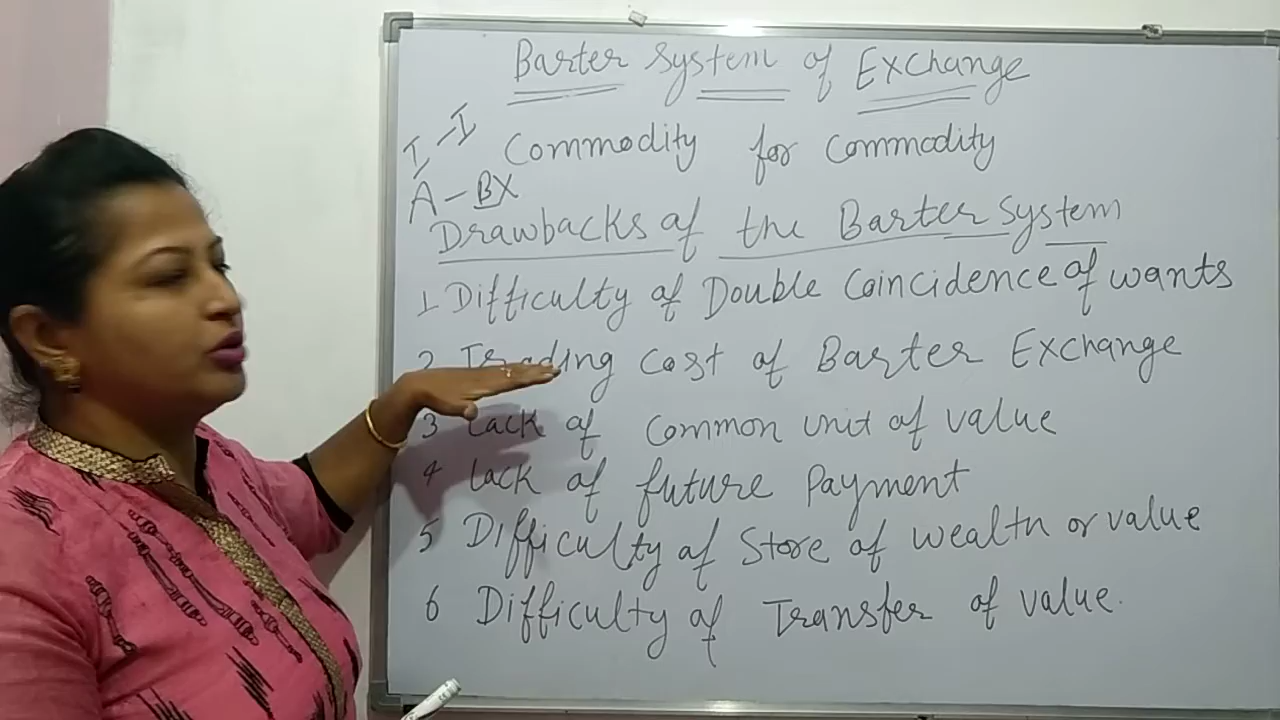 Barter System of Exchange
I - I
Commodity for Commodity
A - BX
Drawbacks of the Barter System
1 Difficulty of Double Coincidence of wants
2 Trading Cost of Barter Exchange
3 Lack of Common unit of value
4 Lack of future Payment
5 Difficulty of Store of wealth or value
6 Difficulty of Transfer of value.